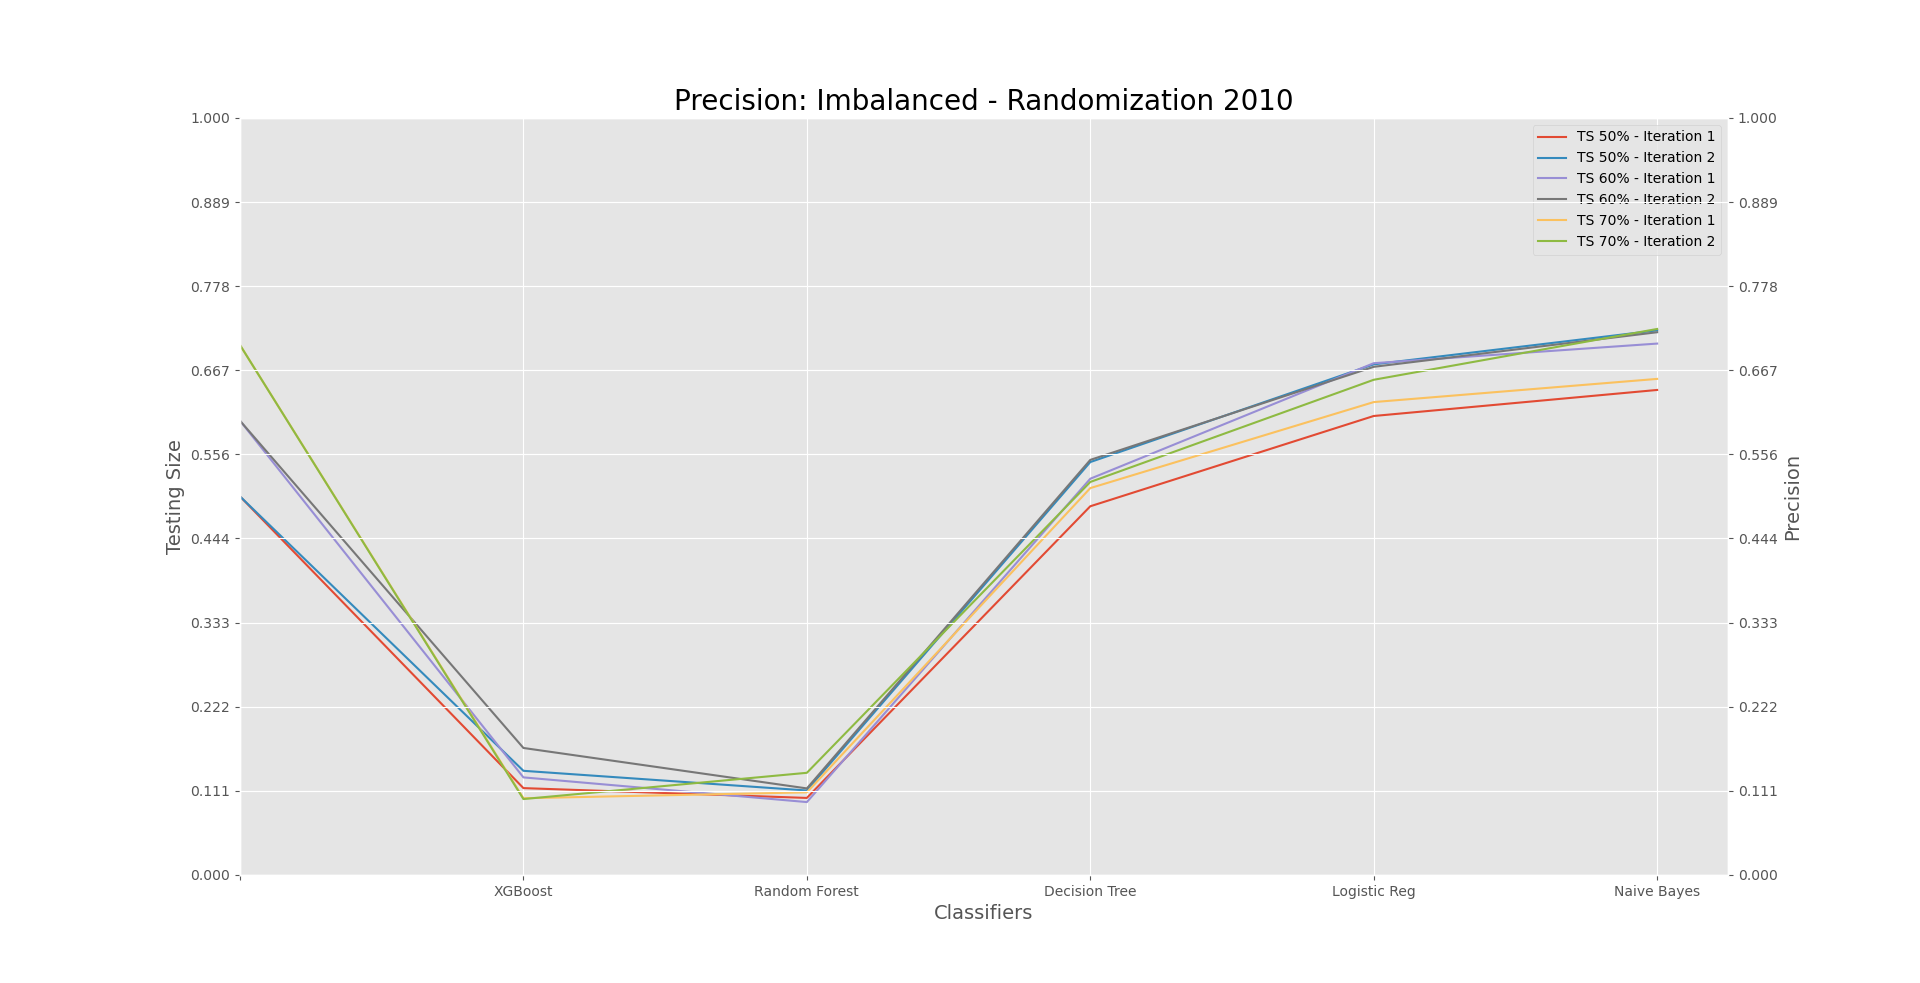 Precision: Imbalanced - Randomization 2010
1.000
0.889
0.778
0.667
0.556
0.444
0.333
0.222
0.111
0.000
Testing Size
TS 50% - Iteration 1
TS 50% - Iteration 2
TS 60% - Iteration 1
TS 60% - Iteration 2
TS 70% - Iteration 1
TS 70% - Iteration 2
1.000
0.889
0.778
0.667
0.556
0.444
0.333
0.222
0.111
0.000
Precision
XGBoost
Random Forest
Decision Tree
Logistic Reg
Naive Bayes
Classifiers